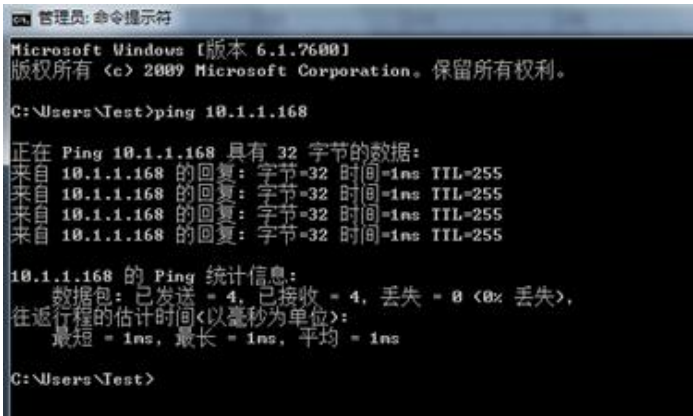 管理员: 命令提示符
Microsoft Windows [版本 6.1.7600]
版权所有 (c) 2009 Microsoft Corporation。保留所有权利。
C:\Users\Test>ping 10.1.1.168
正在 Ping 10.1.1.168 具有 32 字节的数据:
来自 10.1.1.168 的回复: 字节=32 时间=1ms TTL=255
来自 10.1.1.168 的回复: 字节=32 时间=1ms TTL=255
来自 10.1.1.168 的回复: 字节=32 时间=1ms TTL=255
来自 10.1.1.168 的回复: 字节=32 时间=1ms TTL=255
10.1.1.168 的 Ping 统计信息:
数据包: 已发送 = 4，已接收 = 4，丢失 = 0 (0% 丢失)，
往返行程的估计时间(以毫秒为单位):
最短 = 1ms，最长 = 1ms，平均 = 1ms
C:\Users\Test>